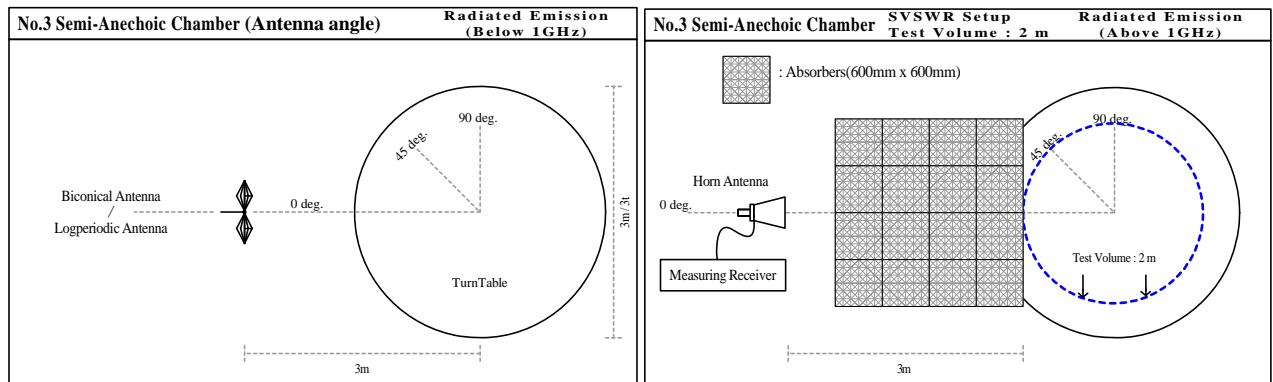 No.3 Semi-Anechoic Chamber (Antenna angle)
Radiated Emission
(Below 1GHz)
90 deg.
45 deg.
Biconical Antenna
/
Logperiodic Antenna
0 deg.
3m / 3t
TurnTable
3m
No.3 Semi-Anechoic Chamber
SVSWR Setup
Test Volume : 2 m
Radiated Emission
(Above 1GHz)
: Absorbers(600mm x 600mm)
90 deg.
45 deg.
Horn Antenna
0 deg.
Measuring Receiver
Test Volume : 2 m
3m